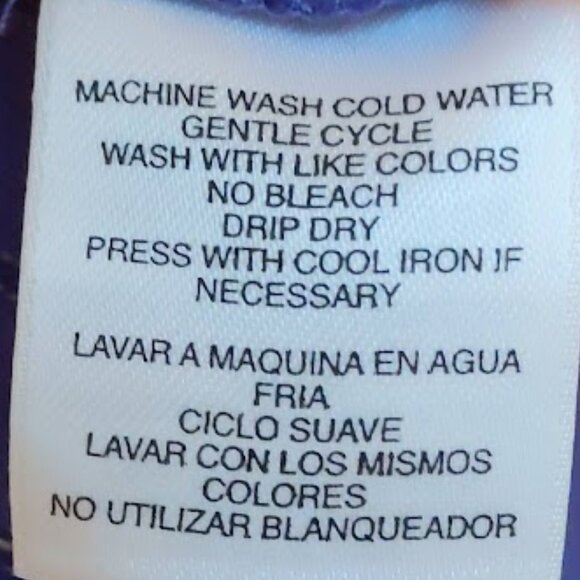 MACHINE WASH COLD WATER
GENTLE CYCLE
WASH WITH LIKE COLORS
NO BLEACH
DRIP DRY
PRESS WITH COOL IRON IF
NECESSARY
LAVAR A MAQUINA EN AGUA
FRIA
CICLO SUAVE
LAVAR CON LOS MISMOS
COLORES
NO UTILIZAR BLANQUEADOR